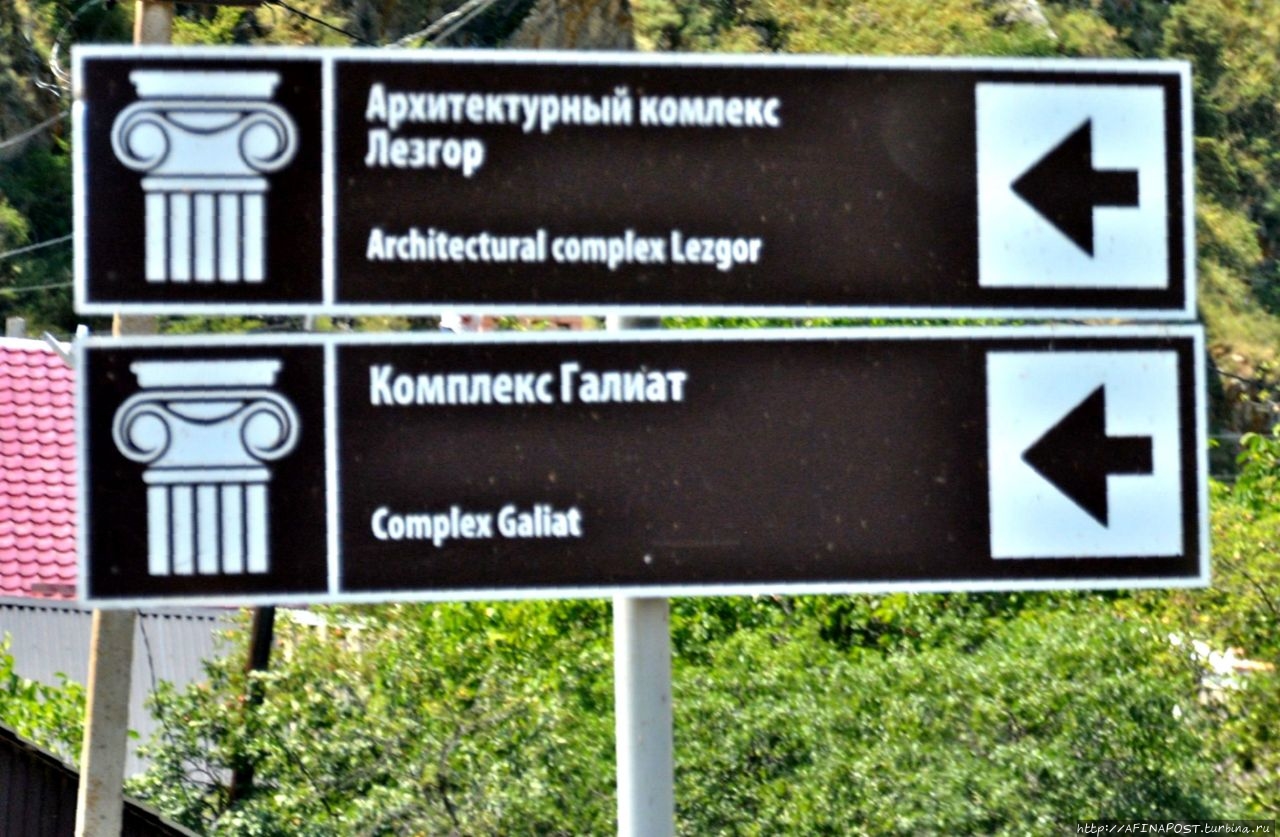 Архитектурный комлекс
Лезгор
Architectural complex Lezgor
Комплекс Галиат
Complex Galiat
http://AFINAPOST.turbina.ru